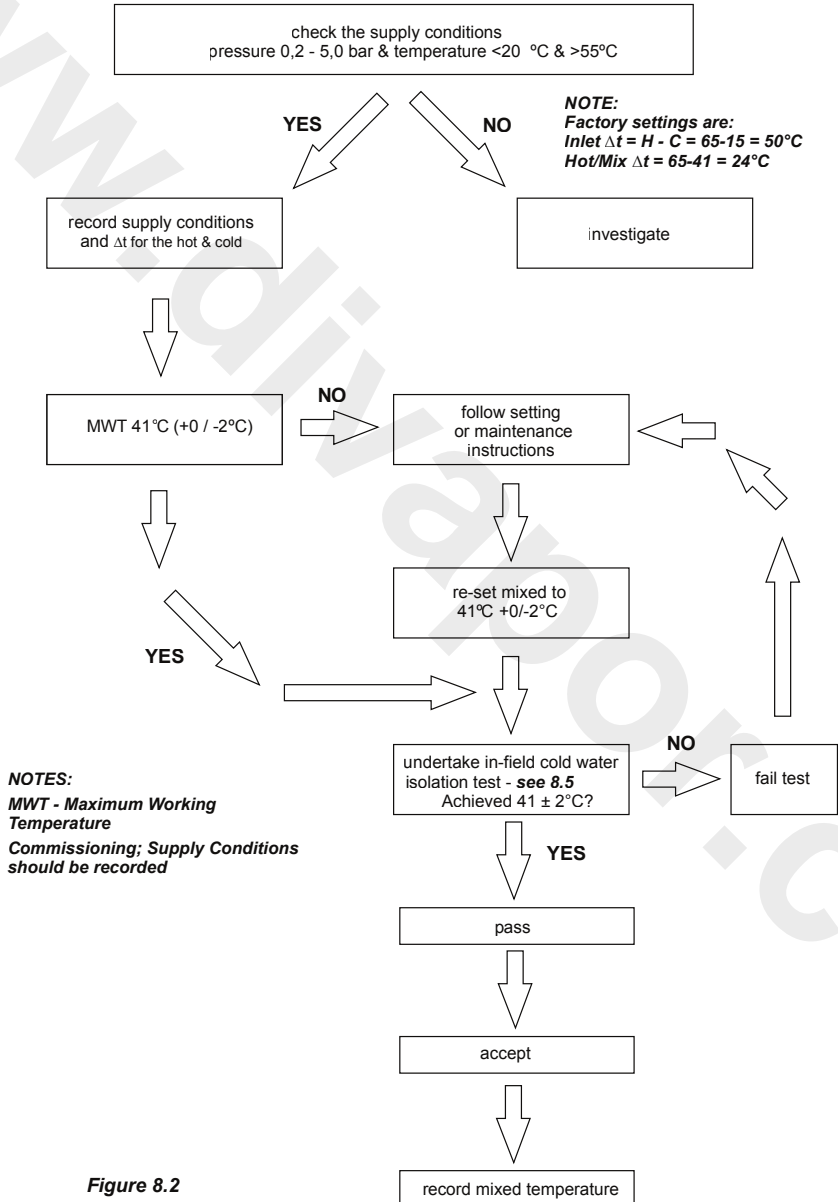 check the supply conditions
pressure 0,2 - 5,0 bar & temperature <20 ºC & >55ºC
YES
NO
NOTE:
Factory settings are:
Inlet Δt = H - C = 65-15 = 50°C
Hot/Mix Δt = 65-41 = 24°C
record supply conditions
and Δt for the hot & cold
investigate
MWT 41°C (+0 / -2ºC)
NO
follow setting
or maintenance
instructions
re-set mixed to
41ºC +0/-2°C
YES
undertake in-field cold water
isolation test - see 8.5
Achieved 41 ± 2°C?
NO
fail test
NOTES:
MWT - Maximum Working
Temperature
Commissioning; Supply Conditions
should be recorded
YES
pass
accept
record mixed temperature
Figure 8.2
w.divapor.c